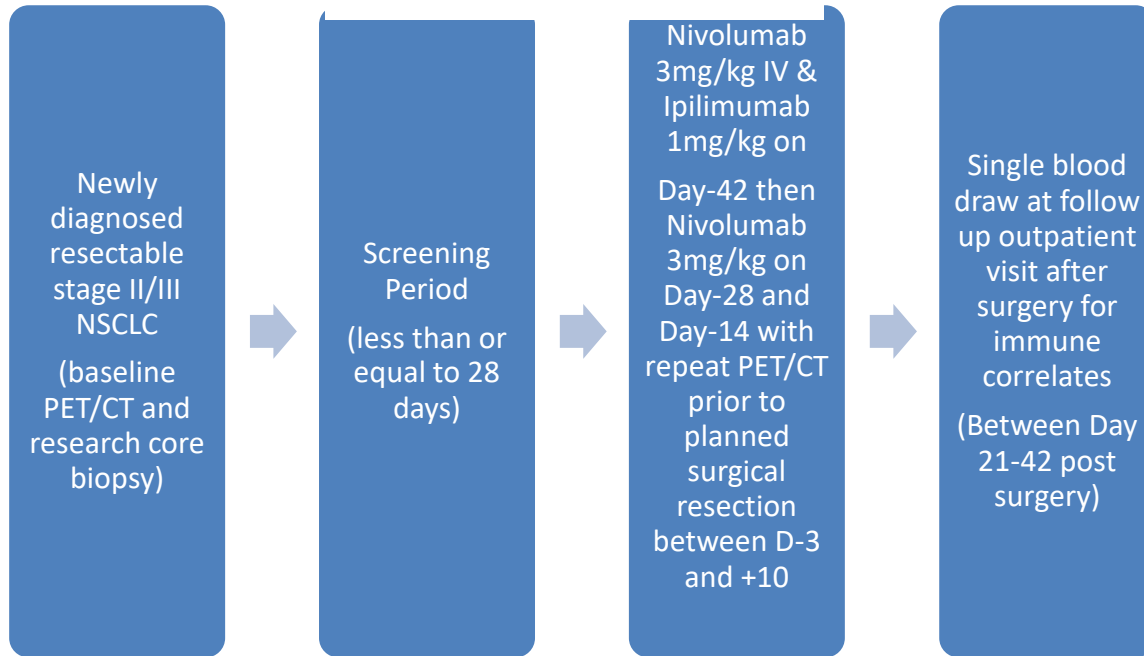 Newly
diagnosed
resectable
stage II/III
NSCLC
(baseline
PET/CT and
research core
biopsy)
Screening
Period
(less than or
equal to 28
days)
Nivolumab
3mg/kg IV &
Ipilimumab
1mg/kg on
Day-42 then
Nivolumab
3mg/kg on
Day-28 and
Day-14 with
repeat PET/CT
prior to
planned
surgical
resection
between D-3
and +10
Single blood
draw at follow
up outpatient
visit after
surgery for
immune
correlates
(Between Day
21-42 post
surgery)